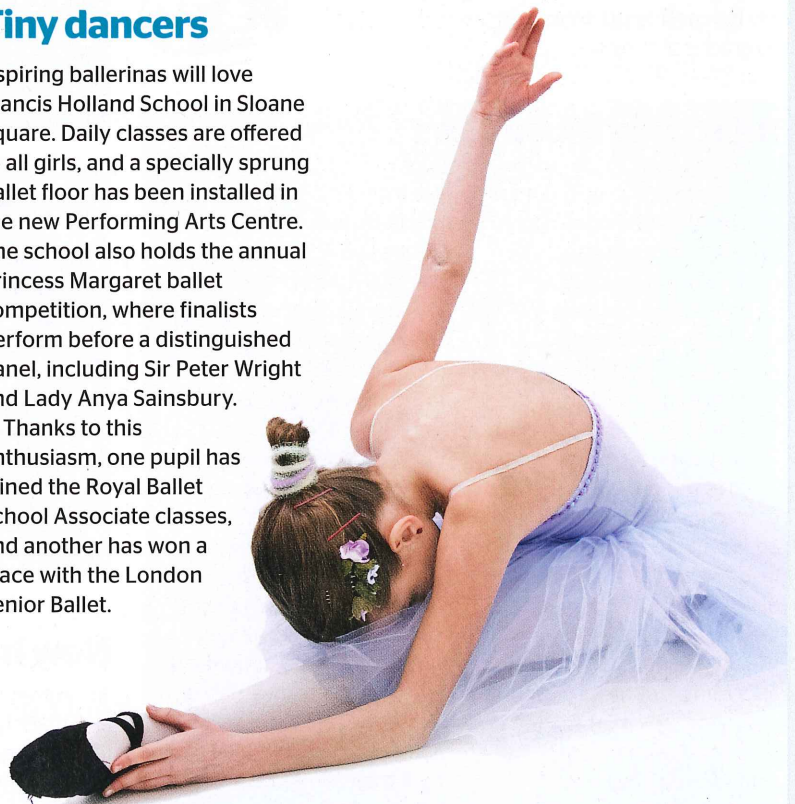 Tiny dancers
spiring ballerinas will love
ancis Holland School in Sloane
quare. Daily classes are offered
all girls, and a specially sprung
allet floor has been installed in
e new Performing Arts Centre.
he school also holds the annual
rincess Margaret ballet
ompetition, where finalists
erform before a distinguished
anel, including Sir Peter Wright
nd Lady Anya Sainsbury.
Thanks to this
nthusiasm, one pupil has
ined the Royal Ballet
chool Associate classes,
nd another has won a
ace with the London
enior Ballet.